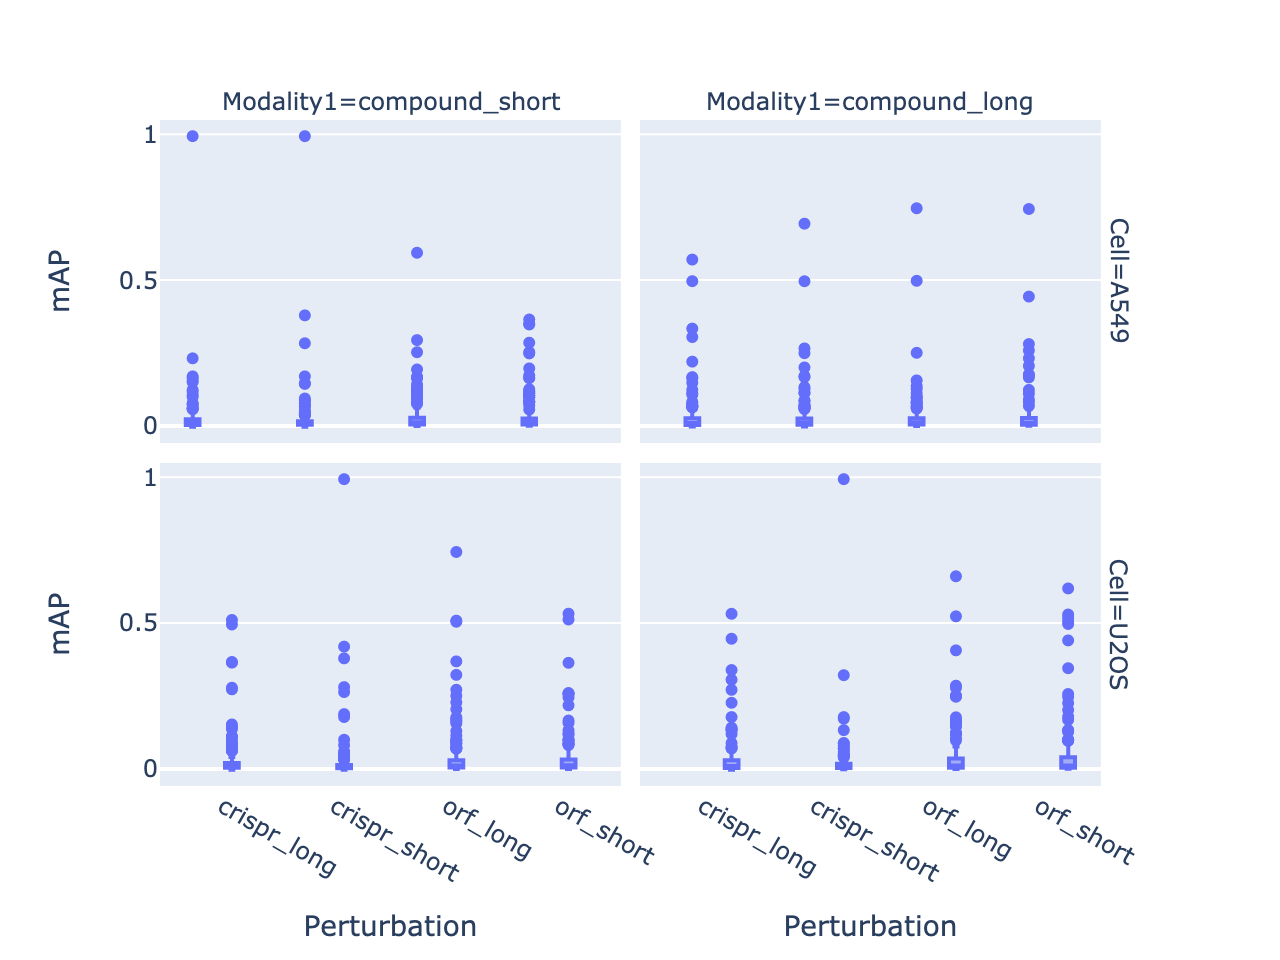 Modality1=compound_short
Modality1=compound_long
1
0.5
0
mAP
Cell=A549
1
0.5
0
mAP
Cell=U2OS
crispr_long
crispr_short
orf_long
orf_short
crispr_long
crispr_short
orf_long
orf_short
Perturbation
Perturbation